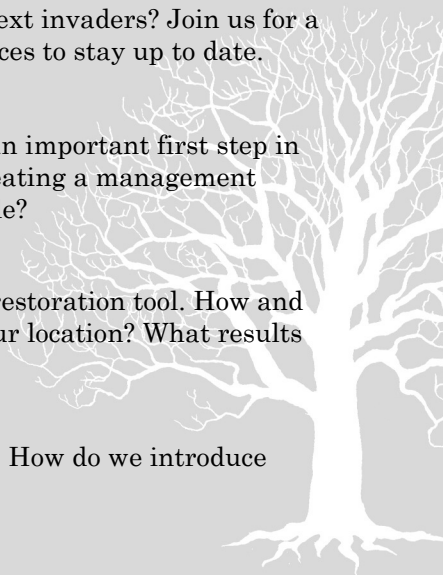 ext invaders? Join us for a
ces to stay up to date.
n important first step in
eating a management
e?
restoration tool. How and
ur location? What results
How do we introduce